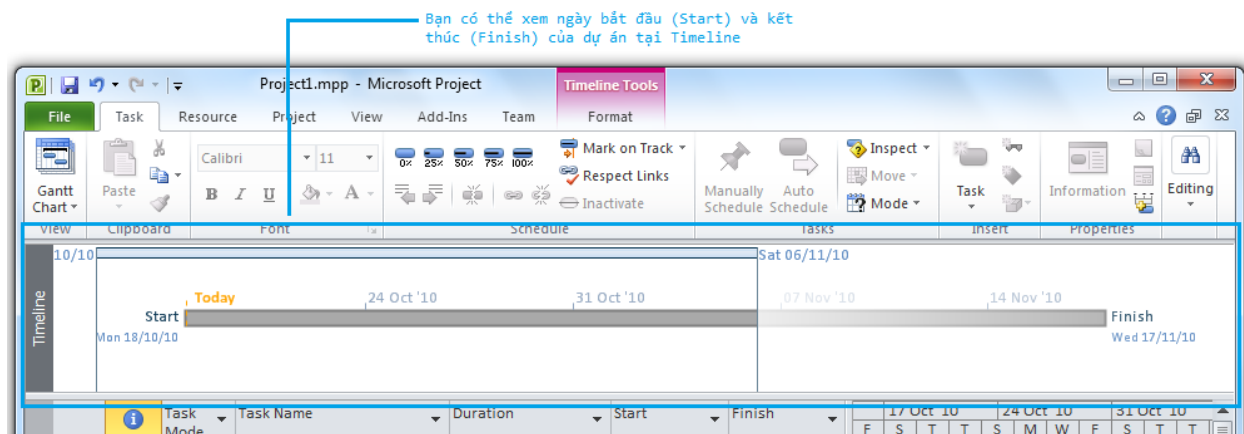 Bạn có thể xem ngày bắt đầu (Start) và kết
thúc (Finish) của dự án tại Timeline
Project1.mpp - Microsoft Project
Timeline Tools
File Task Resource Project View Add-Ins Team Format
Calibri 11
0% 25% 50% 75% 100%
Mark on Track
Respect Links
Inactivate
Inspect
Move
Mode
Gantt
Chart
Paste
B I U A
Manually
Schedule
Auto
Schedule
Task
Information
Editing
View Clipboard Font Schedule Tasks Insert Properties
Timeline
10/10 Sat 06/11/10
Today 24 Oct '10 31 Oct '10 07 Nov '10 14 Nov '10
Start Finish
Mon 18/10/10 Wed 17/11/10
Task
Mode
Task Name Duration Start Finish
17 Oct '10 24 Oct '10 31 Oct '10
F S T T S M W F S T T